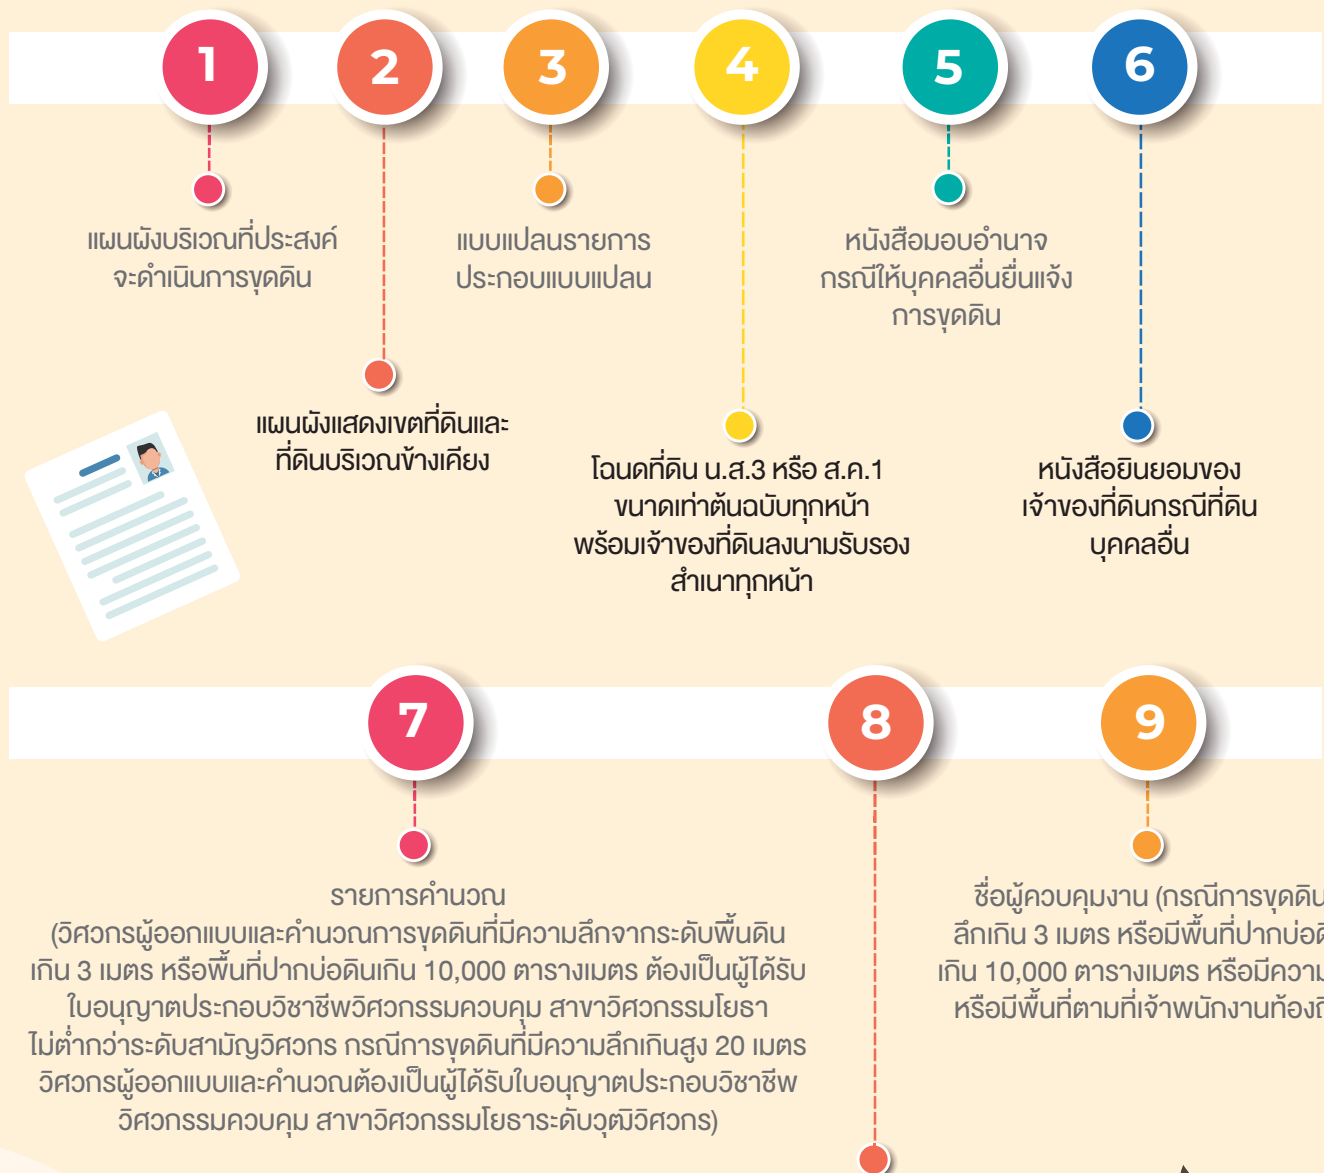 1
2
3
4
5
6
แผนผังบริเวณที่ประสงค์
จะดำเนินการขุดดิน
แผนผังแสดงเขตที่ดินและ
ที่ดินบริเวณข้างเคียง
แบบแปลนรายการ
ประกอบแบบแปลน
โฉนดที่ดิน น.ส.3 หรือ ส.ค.1
ขนาดเท่าต้นฉบับทุกหน้า
พร้อมเจ้าของที่ดินลงนามรับรอง
สำเนาทุกหน้า
หนังสือมอบอำนาจ
กรณีให้บุคคลอื่นยื่นแจ้ง
การขุดดิน
หนังสือยินยอมของ
เจ้าของที่ดินกรณีที่ดิน
บุคคลอื่น
7
8
9
รายการคำนวณ
(วิศวกรผู้ออกแบบและคำนวณการขุดดินที่มีความลึกจากระดับพื้นดิน
เกิน 3 เมตร หรือพื้นที่ปากบ่อดินเกิน 10,000 ตารางเมตร ต้องเป็นผู้ได้รับ
ใบอนุญาตประกอบวิชาชีพวิศวกรรมควบคุม สาขาวิศวกรรมโยธา
ไม่ต่ำกว่าระดับสามัญวิศวกร กรณีการขุดดินที่มีความลึกเกินสูง 20 เมตร
วิศวกรผู้ออกแบบและคำนวณต้องเป็นผู้ได้รับใบอนุญาตประกอบวิชาชีพ
วิศวกรรมควบคุม สาขาวิศวกรรมโยธาระดับวุฒิวิศวกร)
ชื่อผู้ควบคุมงาน (กรณีการขุดดิน
ลึกเกิน 3 เมตร หรือมีพื้นที่ปากบ่อ
เกิน 10,000 ตารางเมตร หรือมีความ
หรือมีพื้นที่ตามที่เจ้าพนักงาน